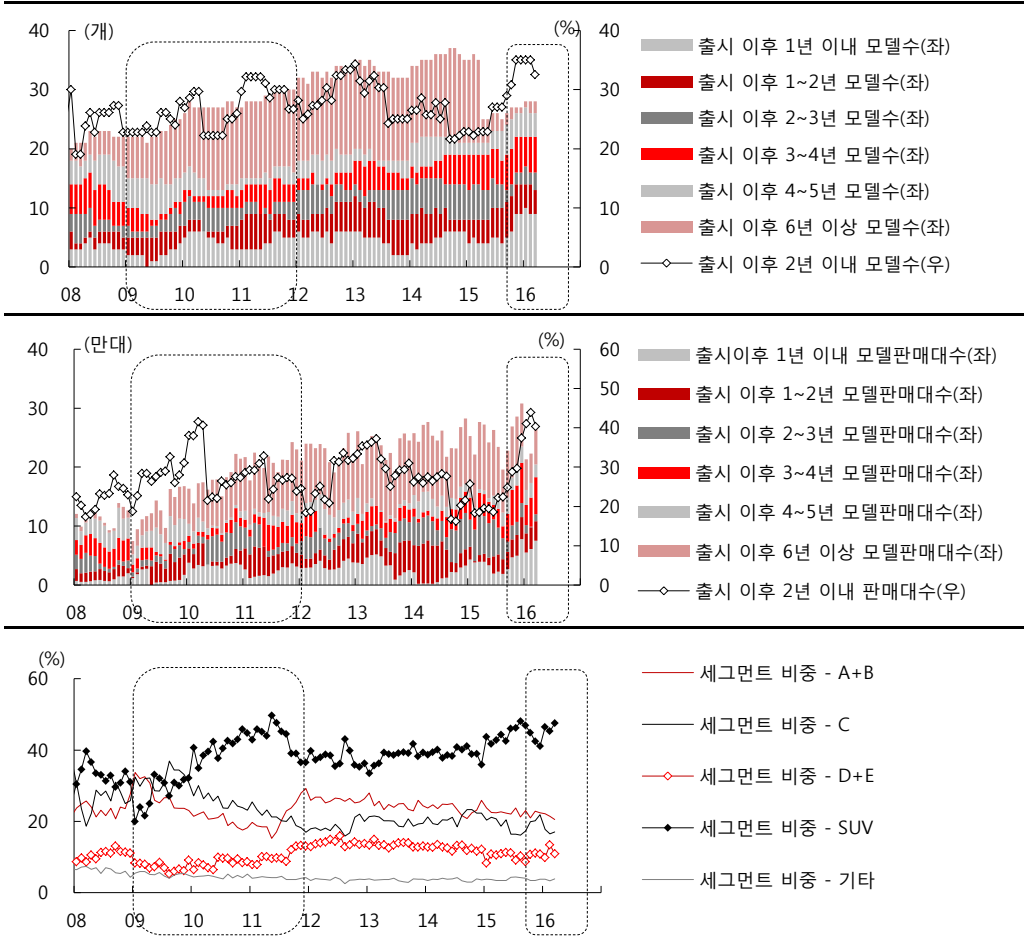 (개)
(%)
40
30
20
10
0
40
30
20
10
0
08
09
10
11
12
13
14
15
16
출시 이후 1년 이내 모델수(좌)
출시 이후 1~2년 모델수(좌)
출시 이후 2~3년 모델수(좌)
출시 이후 3~4년 모델수(좌)
출시 이후 4~5년 모델수(좌)
출시 이후 6년 이상 모델수(좌)
출시 이후 2년 이내 모델수(우)
(만대)
(%)
40
30
20
10
0
60
50
40
30
20
10
0
08
09
10
11
12
13
14
15
16
출시이후 1년 이내 모델판매대수(좌)
출시 이후 1~2년 모델판매대수(좌)
출시 이후 2~3년 모델판매대수(좌)
출시 이후 3~4년 모델판매대수(좌)
출시 이후 4~5년 모델판매대수(좌)
출시 이후 6년 이상 모델판매대수(좌)
출시 이후 2년 이내 판매대수(우)
(%)
60
40
20
0
08
09
10
11
12
13
14
15
16
세그먼트 비중 - A+B
세그먼트 비중 - C
세그먼트 비중 - D+E
세그먼트 비중 - SUV
세그먼트 비중 - 기타